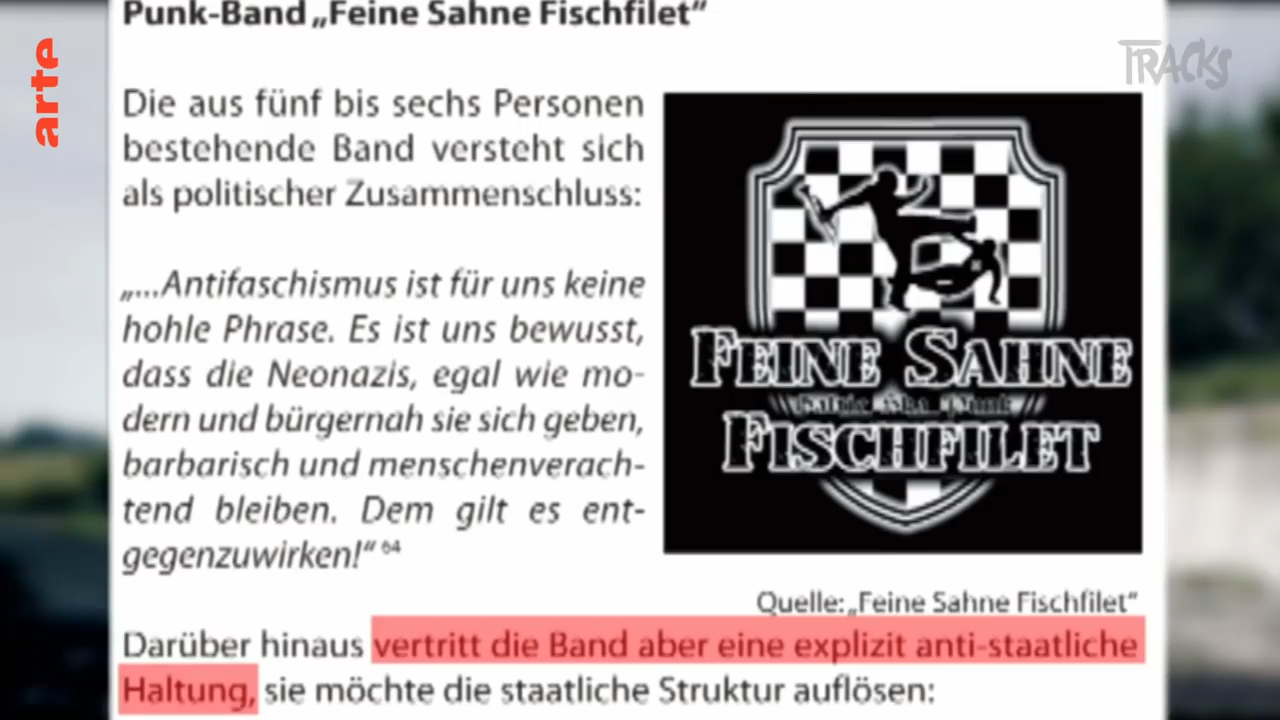 Punk-Band „Feine Sahne Fischfilet“
arte
TRACKS
Die aus fünf bis sechs Personen
bestehende Band versteht sich
als politischer Zusammenschluss:
„...Antifaschismus ist für uns keine
hohle Phrase. Es ist uns bewusst,
dass die Neonazis, egal wie mo-
dern und bürgernah sie sich geben,
barbarisch und menschenverach-
tend bleiben. Dem gilt es ent-
gegenzuwirken!“ 64
FEINE SAHNE
FISCHFILET
Quelle: „Feine Sahne Fischfilet“
Darüber hinaus vertritt die Band aber eine explizit anti-staatliche
Haltung, sie möchte die staatliche Struktur auflösen: